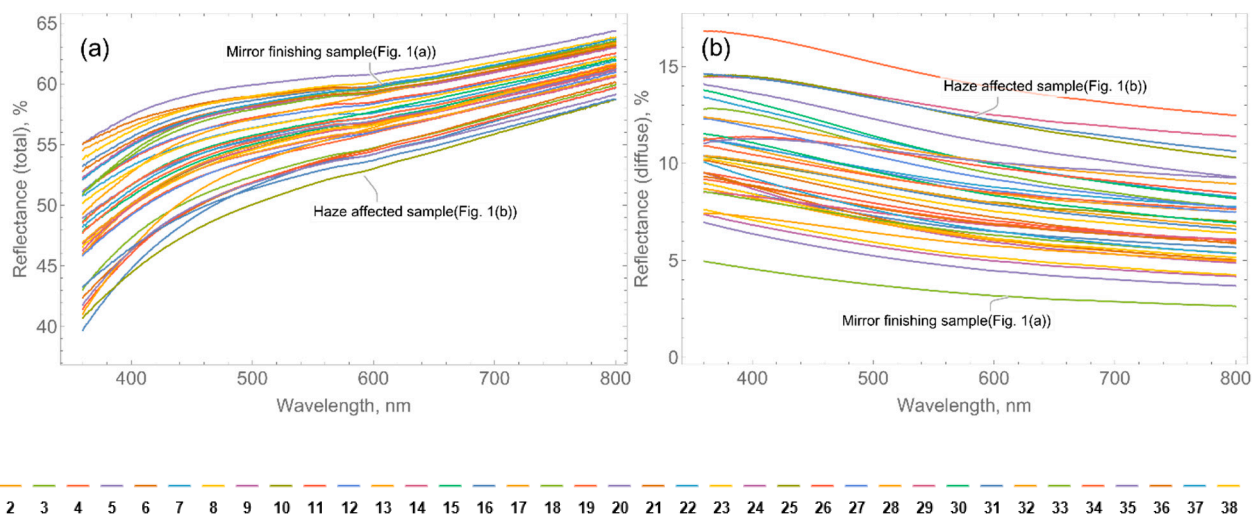 (a)
Mirror finishing sample(Fig. 1(a))
Haze affected sample(Fig. 1(b))
Reflectance (total), %
65
60
55
50
45
40
400 500 600 700 800
Wavelength, nm
(b)
Haze affected sample(Fig. 1(b))
Mirror finishing sample(Fig. 1(a))
Reflectance (diffuse), %
15
10
5
0
400 500 600 700 800
Wavelength, nm
2 3 4 5 6 7 8 9 10 11 12 13 14 15 16 17 18 19 20 21 22 23 24 25 26 27 28 29 30 31 32 33 34 35 36 37 38